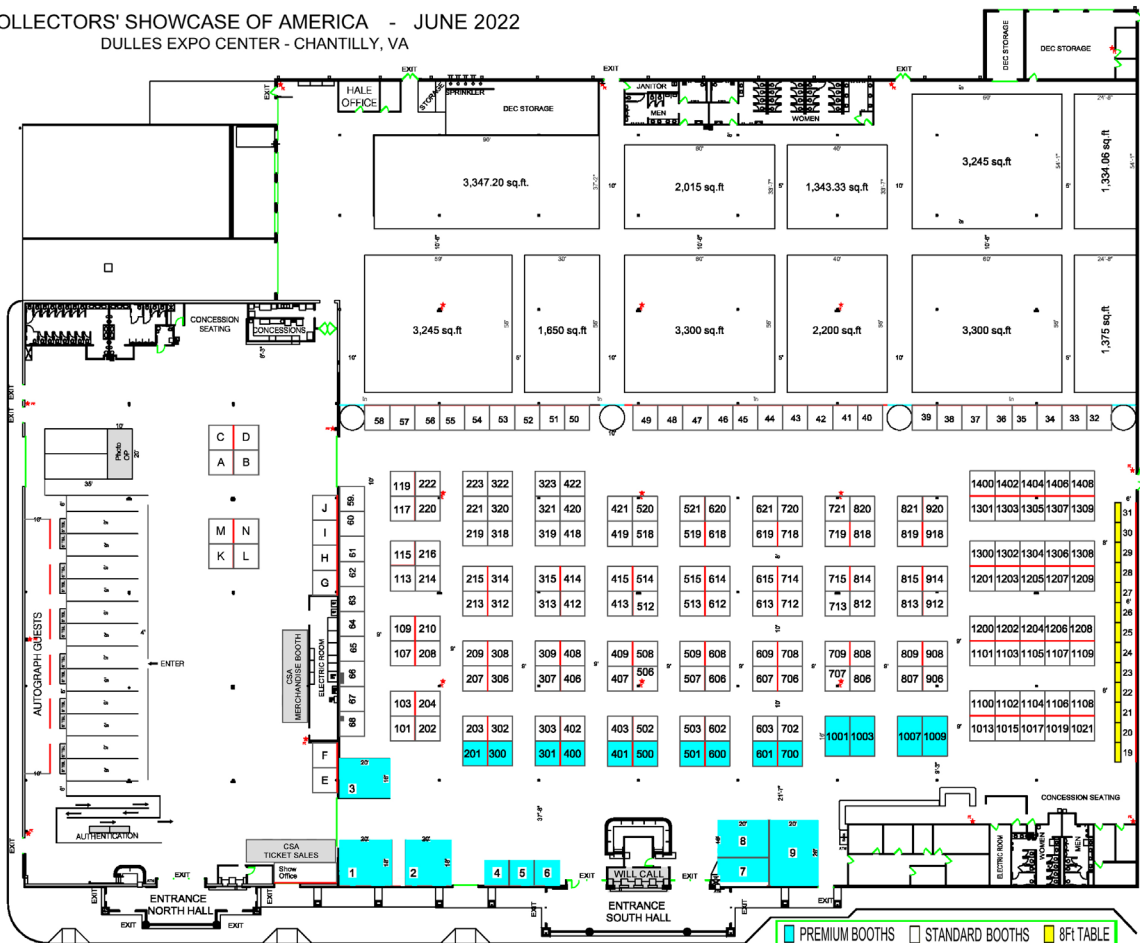 OLLECTORS' SHOWCASE OF AMERICA - JUNE 2022
DULLES EXPO CENTER - CHANTILLY, VA
DEC STORAGE
DEC STORAGE
EXIT
EXIT
EXIT
EXIT
HALE
OFFICE
STORAGE
SPRINKLER
DEC STORAGE
JANITOR
MEN
WOMEN
3,347.20 sq.ft.
2,015 sq.ft
1,343.33 sq.ft
3,245 sq.ft
1,334.06 sq.ft
3,245 sq.ft
1,650 sq.ft
3,300 sq.ft
2,200 sq.ft
3,300 sq.ft
1,375 sq.ft
CONCESSION
SEATING
CONCESSIONS
EXIT
EXIT
58 57 56 55 54 53 52 51 50
49 48 47 46 45 44 43 42 41 40
39 38 37 36 35 34 33 32
C D
A B
M N
K L
Photo
OP
J
I
H
G
F
E
59.
60
61
62
63
64
65
66
67
68
119 222 223 322 323 422
117 220 221 320 321 420 421 520 521 620 621 720 721 820 821 920
219 318 319 418 419 518 519 618 619 718 719 818 819 918
115 216
113 214 215 314 315 414 415 514 515 614 615 714 715 814 815 914
213 312 313 412 413 512 513 612 613 712 713 812 813 912
109 210
107 208 209 308 309 408 409 508 509 608 609 708 709 808 809 908
207 306 307 406 407 506 507 606 607 706 707 806 807 906
103 204
101 202 203 302 303 402 403 502 503 602 603 702
201 300 301 400 401 500 501 600 601 700
1001 1003 1007 1009
1400 1402 1404 1406 1408
1301 1303 1305 1307 1309
1300 1302 1304 1306 1308
1201 1203 1205 1207 1209
1200 1202 1204 1206 1208
1101 1103 1105 1107 1109
1100 1102 1104 1106 1108
1013 1015 1017 1019 1021
31
30
29
28
27
26
25
24
23
22
21
20
19
AUTOGRAPH GUESTS
ENTER
CSA
MERCHANDISE BOOTH
ELECTRIC ROOM
AUTHENTICATION
CSA
TICKET SALES
Show
Office
3
1
2
4 5 6
8
7
9
WILL CALL
CONCESSION SEATING
ELECTRIC ROOM
WOMEN
MEN
EXIT
EXIT
EXIT
EXIT
EXIT
EXIT
EXIT
EXIT
EXIT
ENTRANCE
NORTH HALL
ENTRANCE
SOUTH HALL
PREMIUM BOOTHS STANDARD BOOTHS 8Ft TABLE